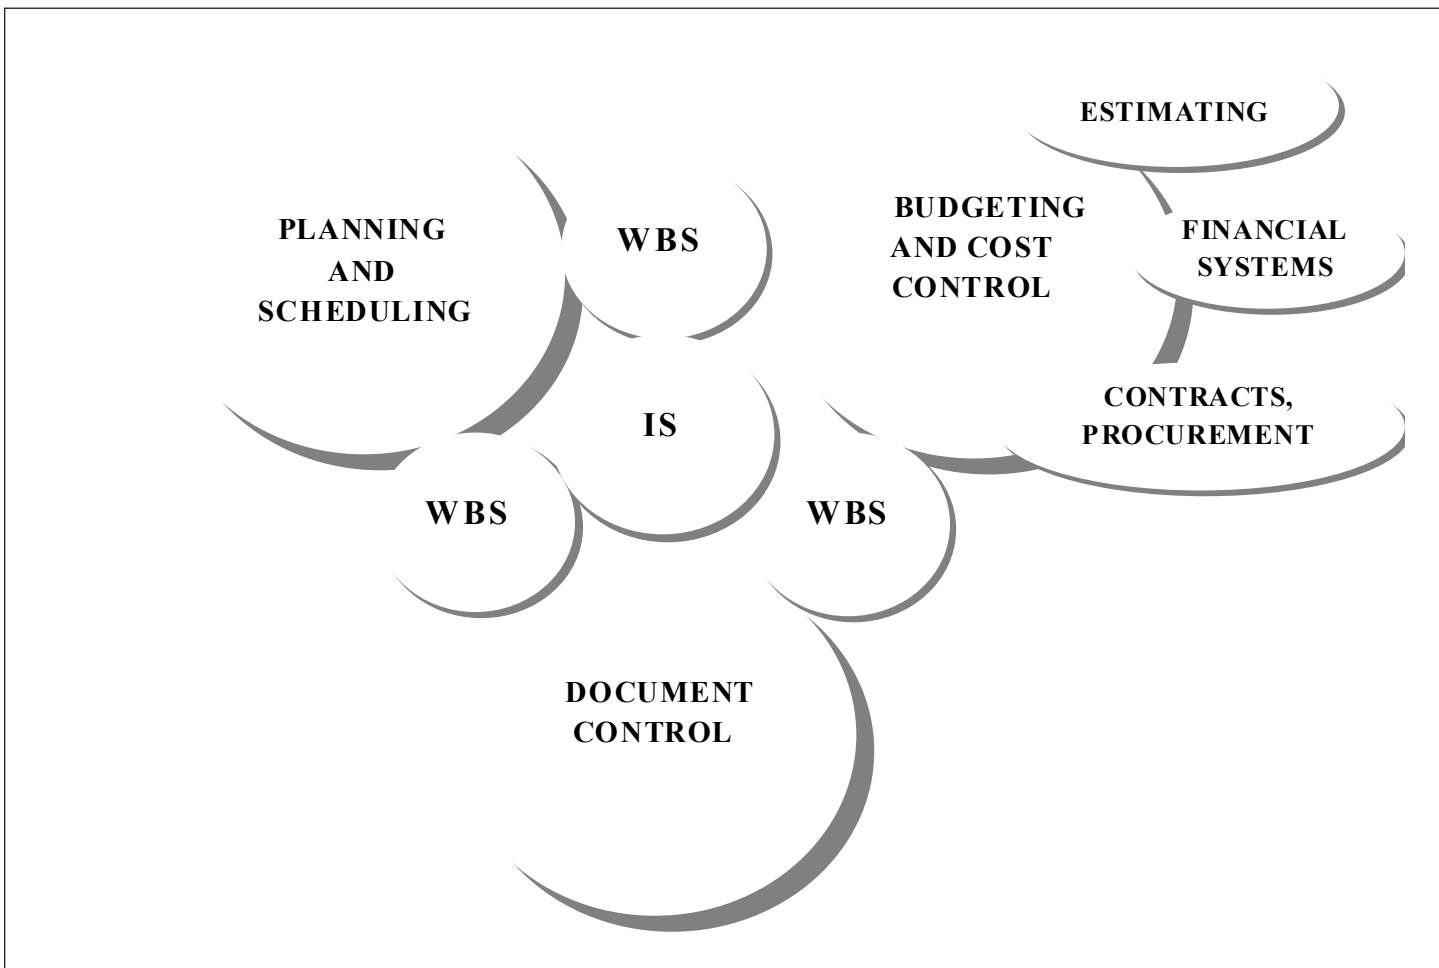 ESTIMATING
PLANNING
AND
SCHEDULING
WBS
BUDGETING
AND COST
CONTROL
FINANCIAL
SYSTEMS
IS
CONTRACTS,
PROCUREMENT
WBS
WBS
DOCUMENT
CONTROL